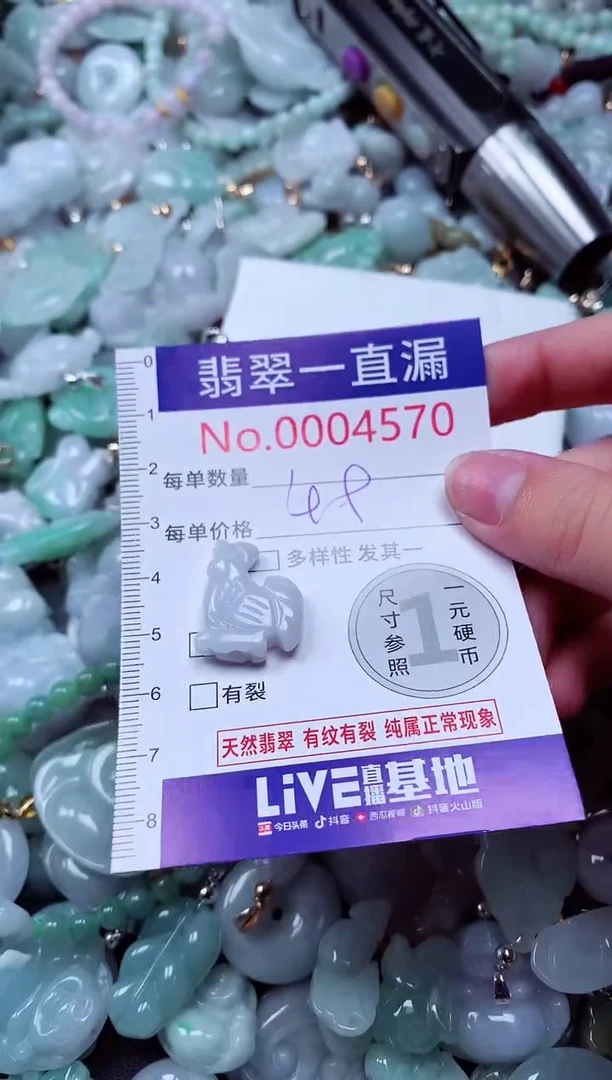 翡翠一直漏
No.0004570
每单数量
48
每单价格
多样性 发其一
尺寸参照
1
一元硬币
有裂
天然翡翠 有纹有裂 纯属正常现象
LiVE直播基地
头条 今日头条 抖音 西瓜视频 抖音火山版
0
1
2
3
4
5
6
7
8